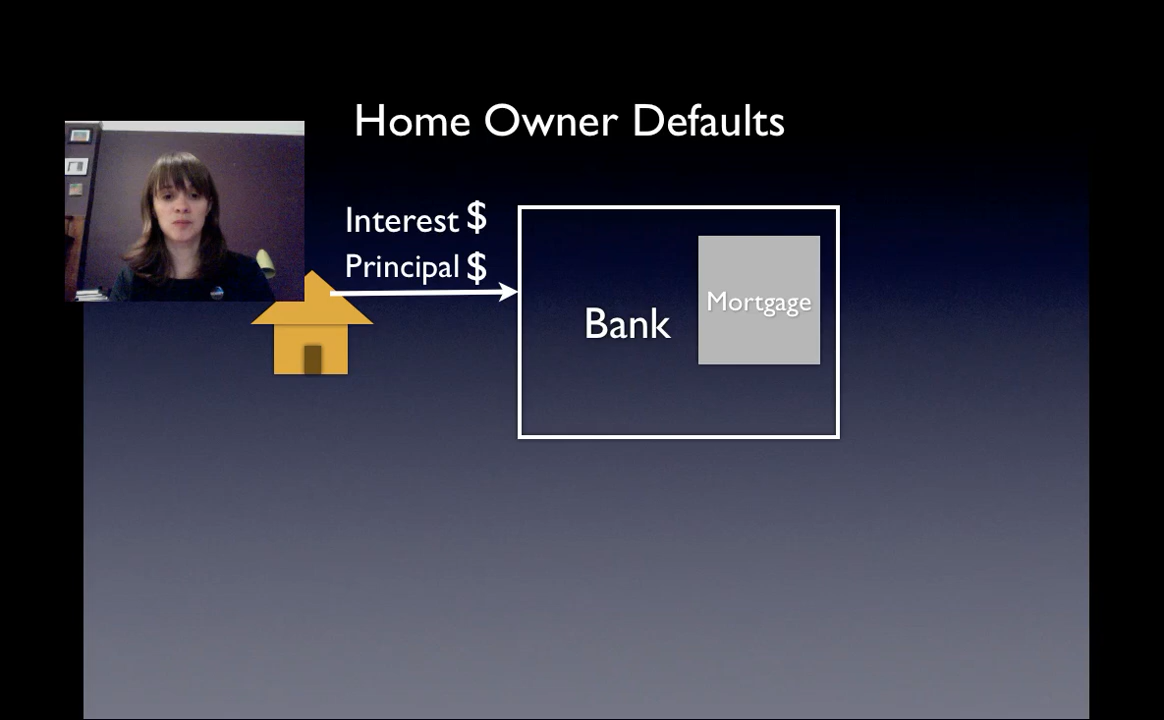 Home Owner Defaults
Interest $
Principal $
Bank
Mortgage